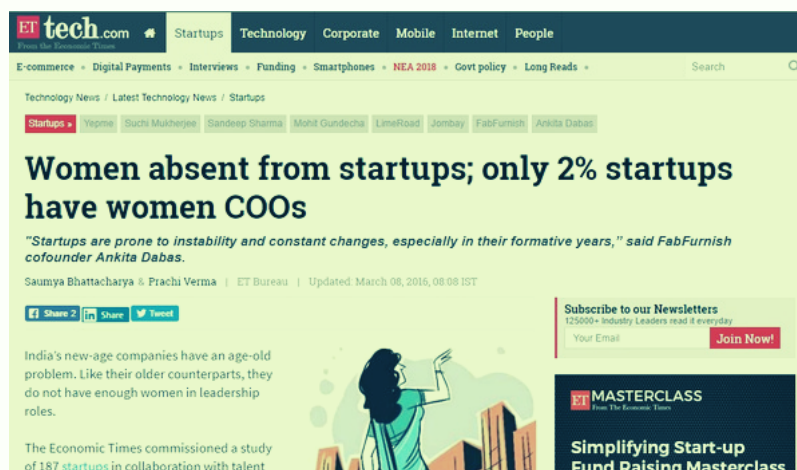 ET tech.com
From the Economic Times
Startups Technology Corporate Mobile Internet People
E-commerce Digital Payments Interviews Funding Smartphones NEA 2018 Govt policy Long Reads Search
Technology News / Latest Technology News / Startups
Startups » Yepme Suchi Mukherjee Sandeep Sharma Mohit Gundecha LimeRoad Jombay FabFurnish Ankita Dabas
Women absent from startups; only 2% startups
have women COOs
"Startups are prone to instability and constant changes, especially in their formative years," said FabFurnish
cofounder Ankita Dabas.
Saumya Bhattacharya & Prachi Verma | ET Bureau | Updated: March 08, 2016, 08:08 IST
Share 2 in Share Tweet
India's new-age companies have an age-old
problem. Like their older counterparts, they
do not have enough women in leadership
roles.
The Economic Times commissioned a study
of 187 startups in collaboration with talent
Subscribe to our Newsletters
125000+ Industry Leaders read it everyday
Your Email Join Now!
ET MASTERCLASS
From The Economic Times
Simplifying Start-up
Fund Raising Masterclass